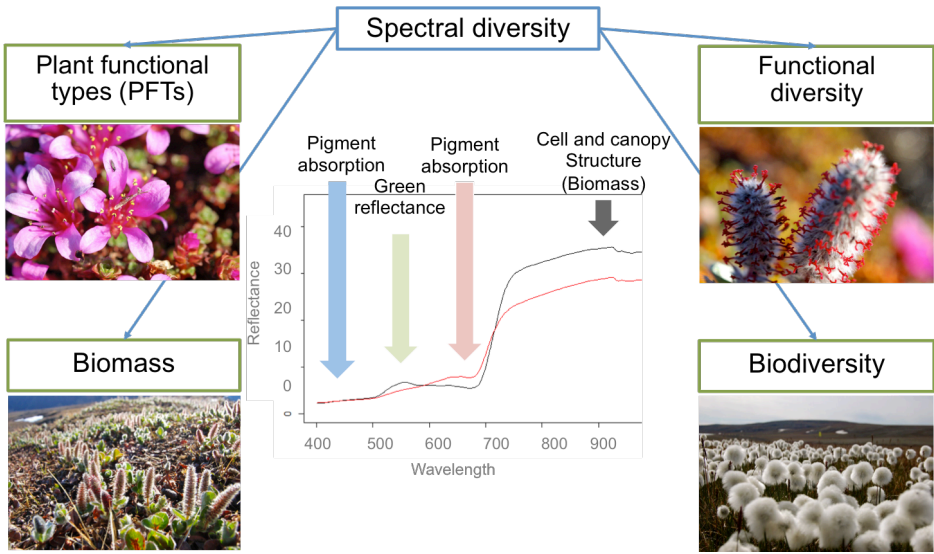 Spectral diversity
Plant functional
types (PFTs)
Functional
diversity
Pigment
absorption
Green
reflectance
Pigment
absorption
Cell and canopy
Structure
(Biomass)
Reflectance
40
30
20
10
0
0
400
500
600
700
800
900
Wavelength
Biomass
Biodiversity